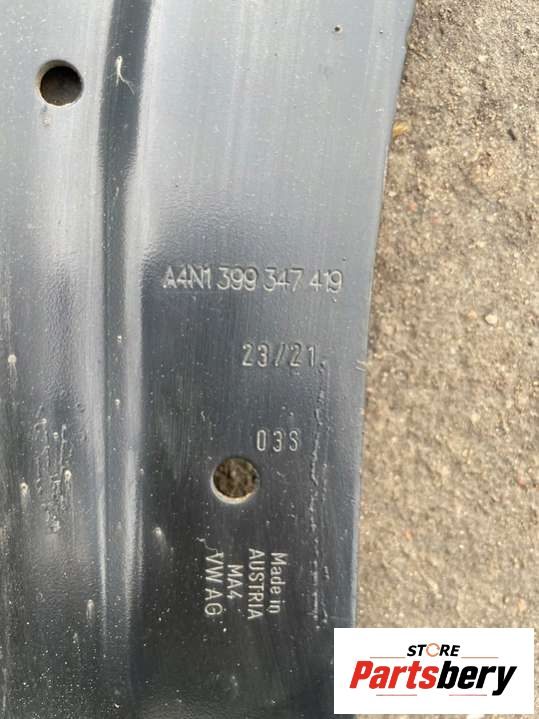 A4N1 399 347 419
23/21.
03S
Made in
AUSTRIA
MA4
VW AG
STORE
Partsbery